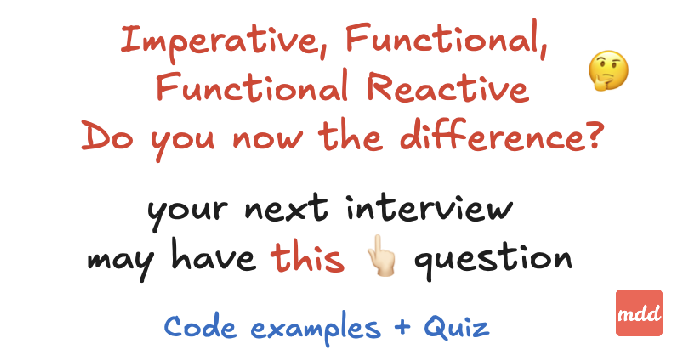 Imperative, Functional,
Functional Reactive
Do you now the difference?
your next interview
may have this question
Code examples + Quiz
mdd